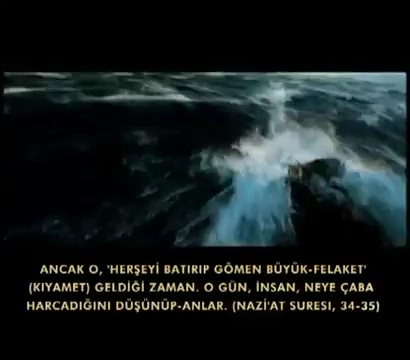 ANCAK O, 'HERŞEYİ BATIRIP GÖMEN BÜYÜK-FELAKET'
(KIYAMET) GELDİĞİ ZAMAN. O GÜN, İNSAN, NEYE ÇABA
HARCADIĞINI DÜŞÜNÜP-ANLAR. (NAZİ'AT SURESI, 34-35)